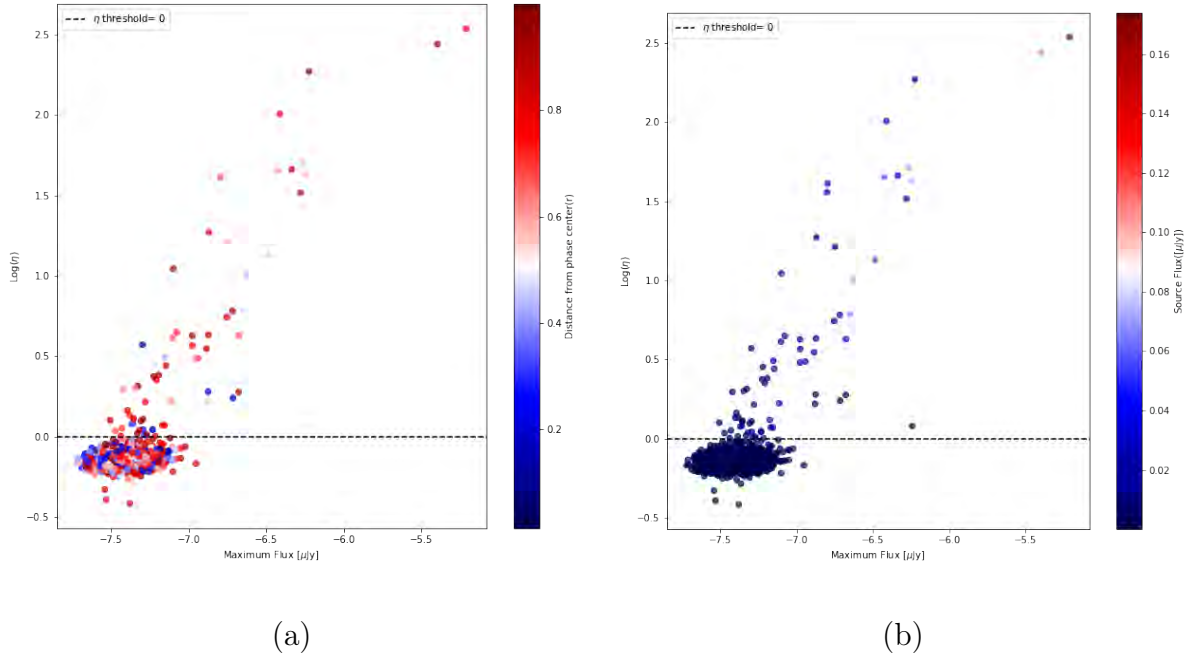 --- η threshold= 0
2.5
2.0
1.5
1.0
0.5
0.0
−0.5
Log(η)
−7.5 −7.0 −6.5 −6.0 −5.5
Maximum Flux [μJy]
0.8
0.6
0.4
0.2
Distance from phase center(r)
(a)
--- η threshold= 0
2.5
2.0
1.5
1.0
0.5
0.0
−0.5
Log(η)
−7.5 −7.0 −6.5 −6.0 −5.5
Maximum Flux [μJy]
0.16
0.14
0.12
0.10
0.08
0.06
0.04
0.02
Source Flux([μJy])
(b)